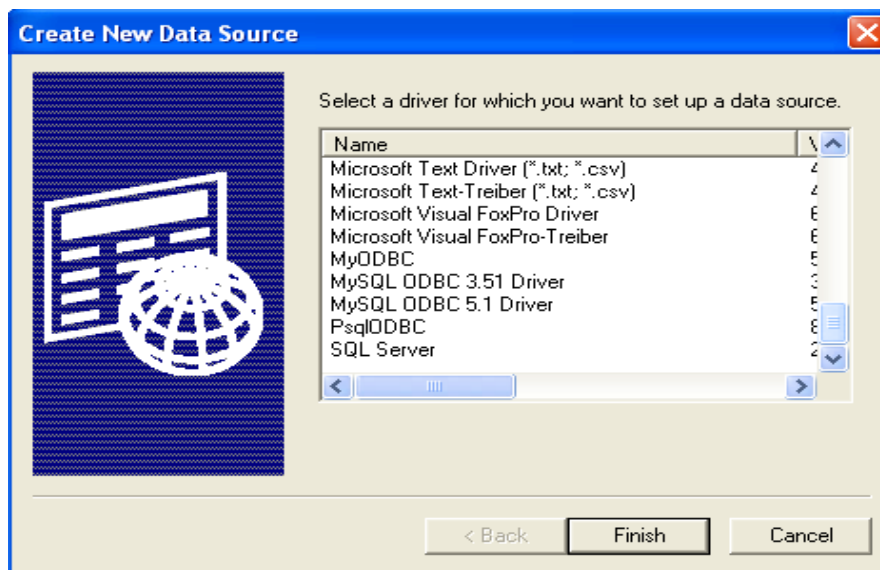 Create New Data Source
Select a driver for which you want to set up a data source.
Name
Microsoft Text Driver (*.txt; *.csv)
Microsoft Text-Treiber (*.txt; *.csv)
Microsoft Visual FoxPro Driver
Microsoft Visual FoxPro-Treiber
MyODBC
MySQL ODBC 3.51 Driver
MySQL ODBC 5.1 Driver
PsqlODBC
SQL Server
< Back Finish Cancel